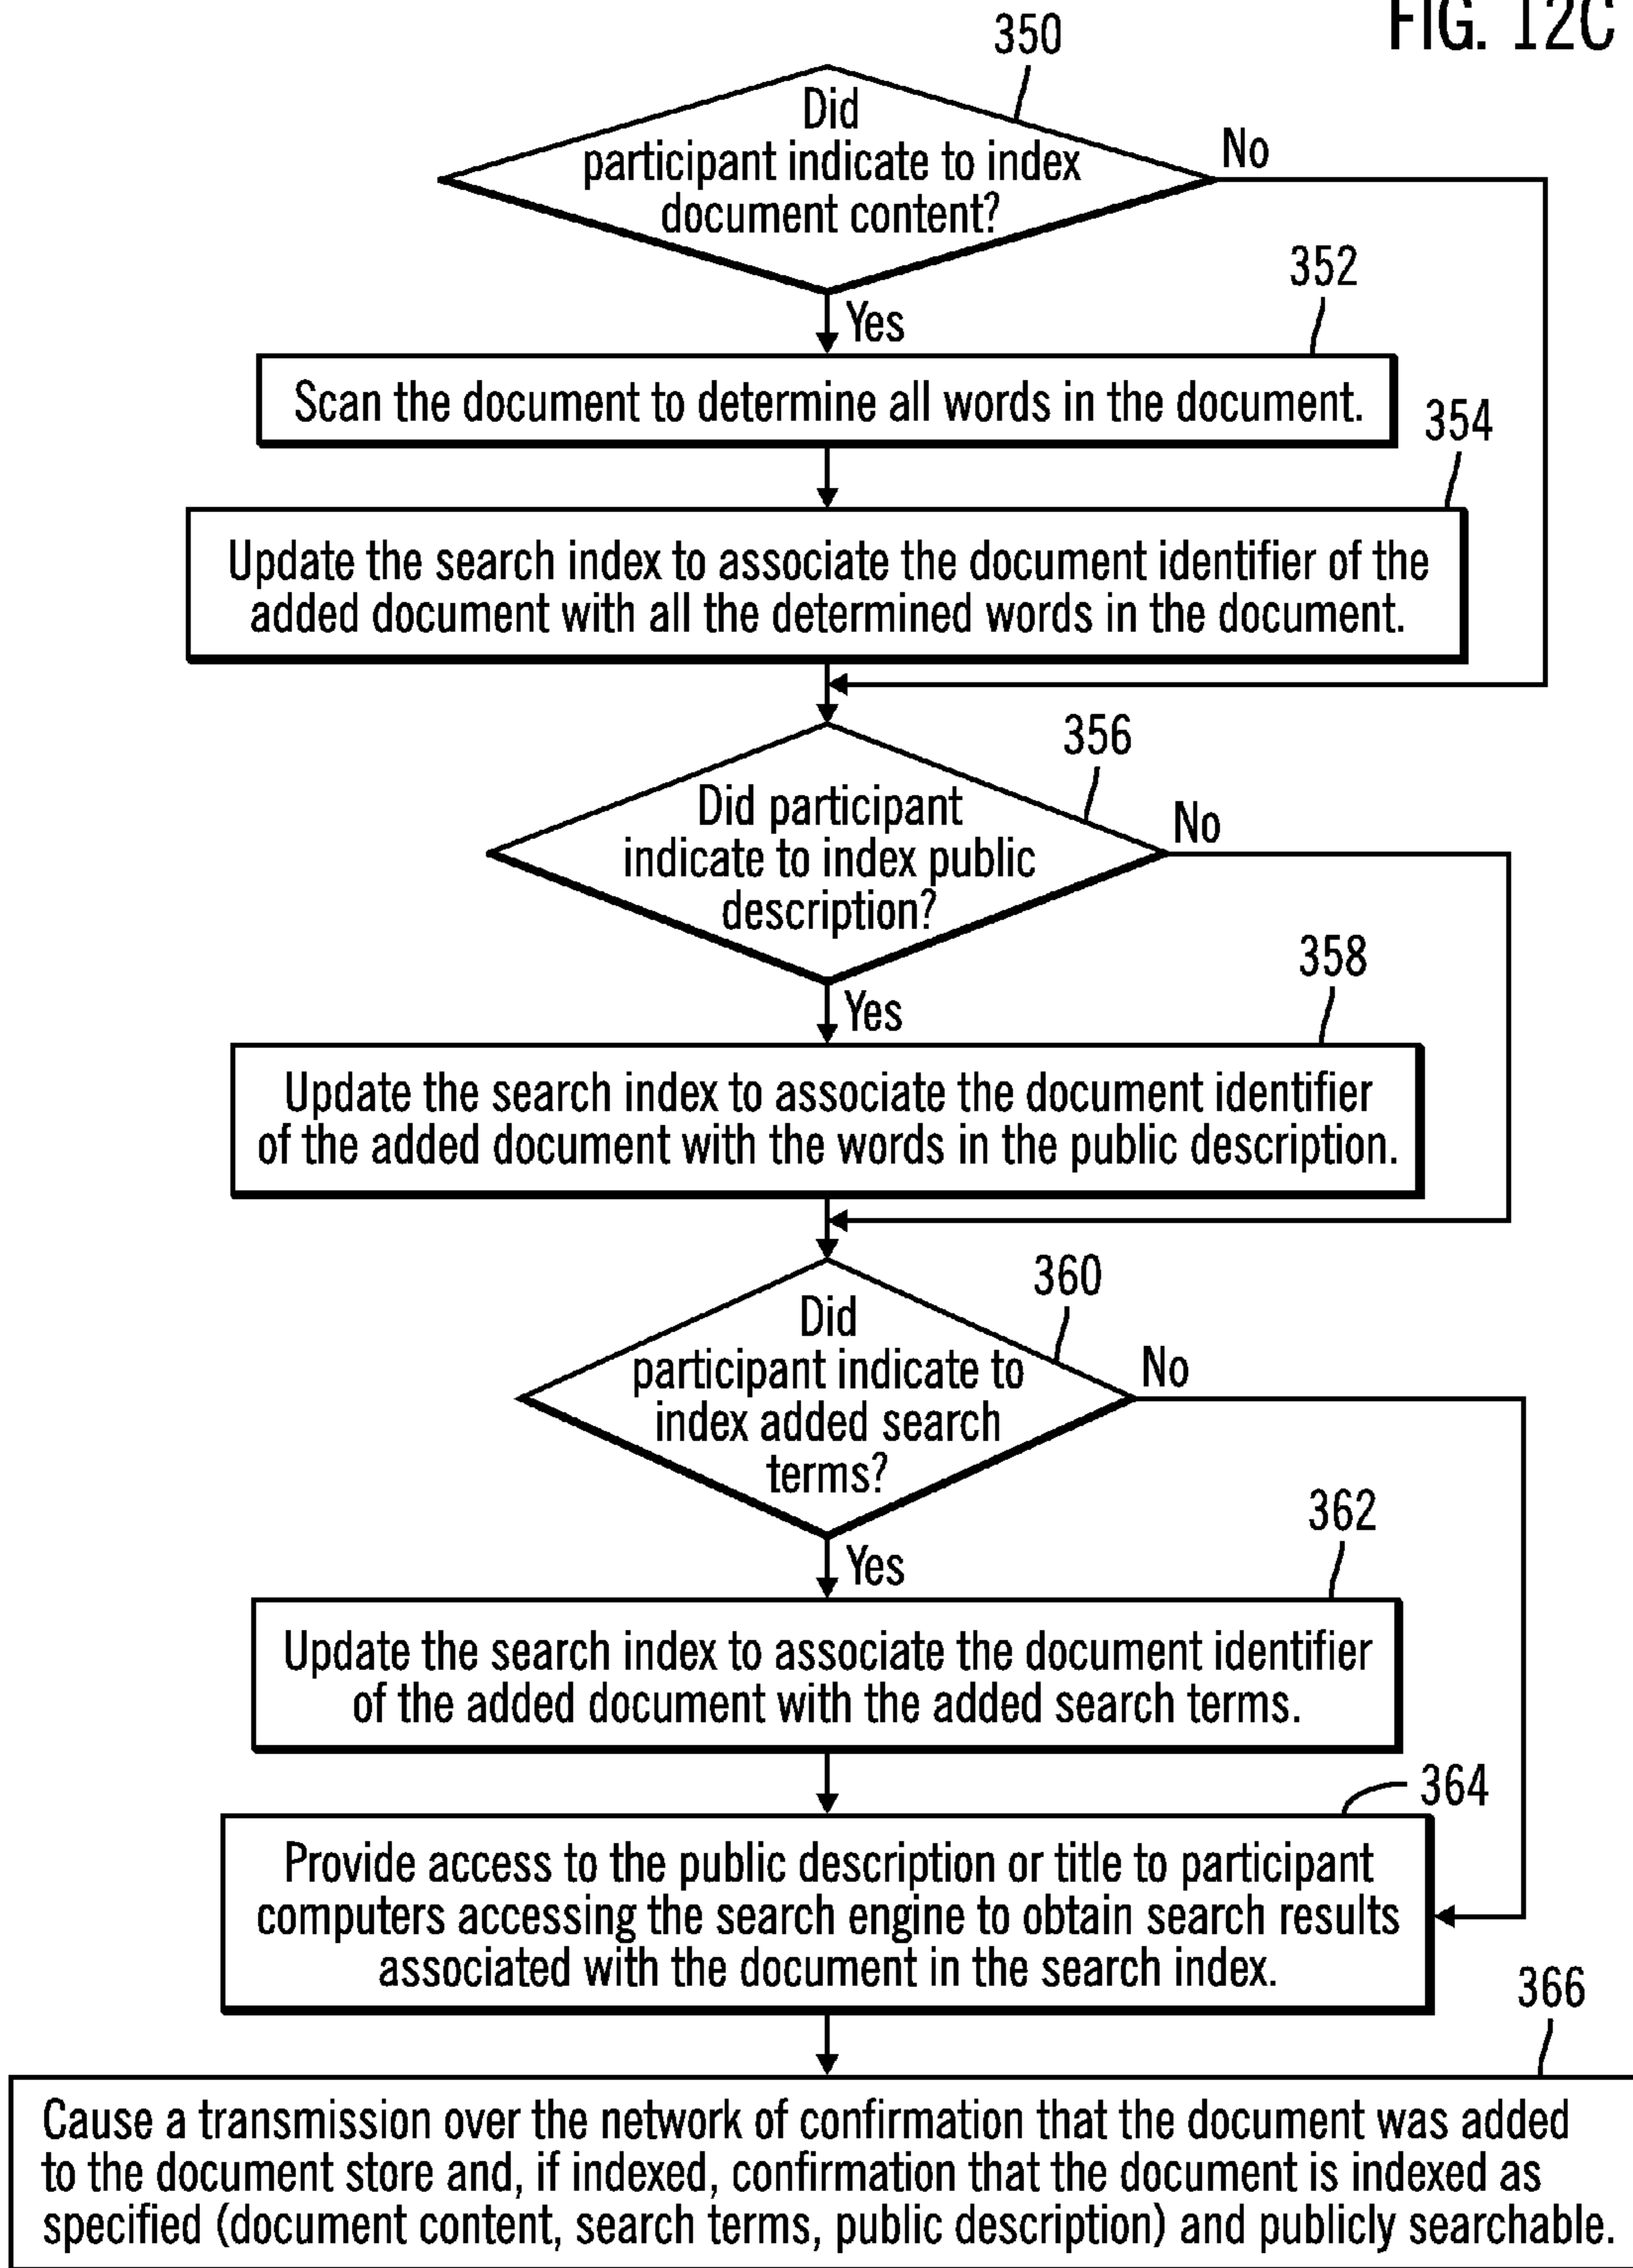 FIG. 12C
350
Did
participant indicate to index
document content?
No
Yes
352
Scan the document to determine all words in the document.
354
Update the search index to associate the document identifier of the
added document with all the determined words in the document.
356
Did participant
indicate to index public
description?
No
Yes
358
Update the search index to associate the document identifier
of the added document with the words in the public description.
360
Did
participant indicate to
index added search
terms?
No
Yes
362
Update the search index to associate the document identifier
of the added document with the added search terms.
364
Provide access to the public description or title to participant
computers accessing the search engine to obtain search results
associated with the document in the search index.
366
Cause a transmission over the network of confirmation that the document was added
to the document store and, if indexed, confirmation that the document is indexed as
specified (document content, search terms, public description) and publicly searchable.